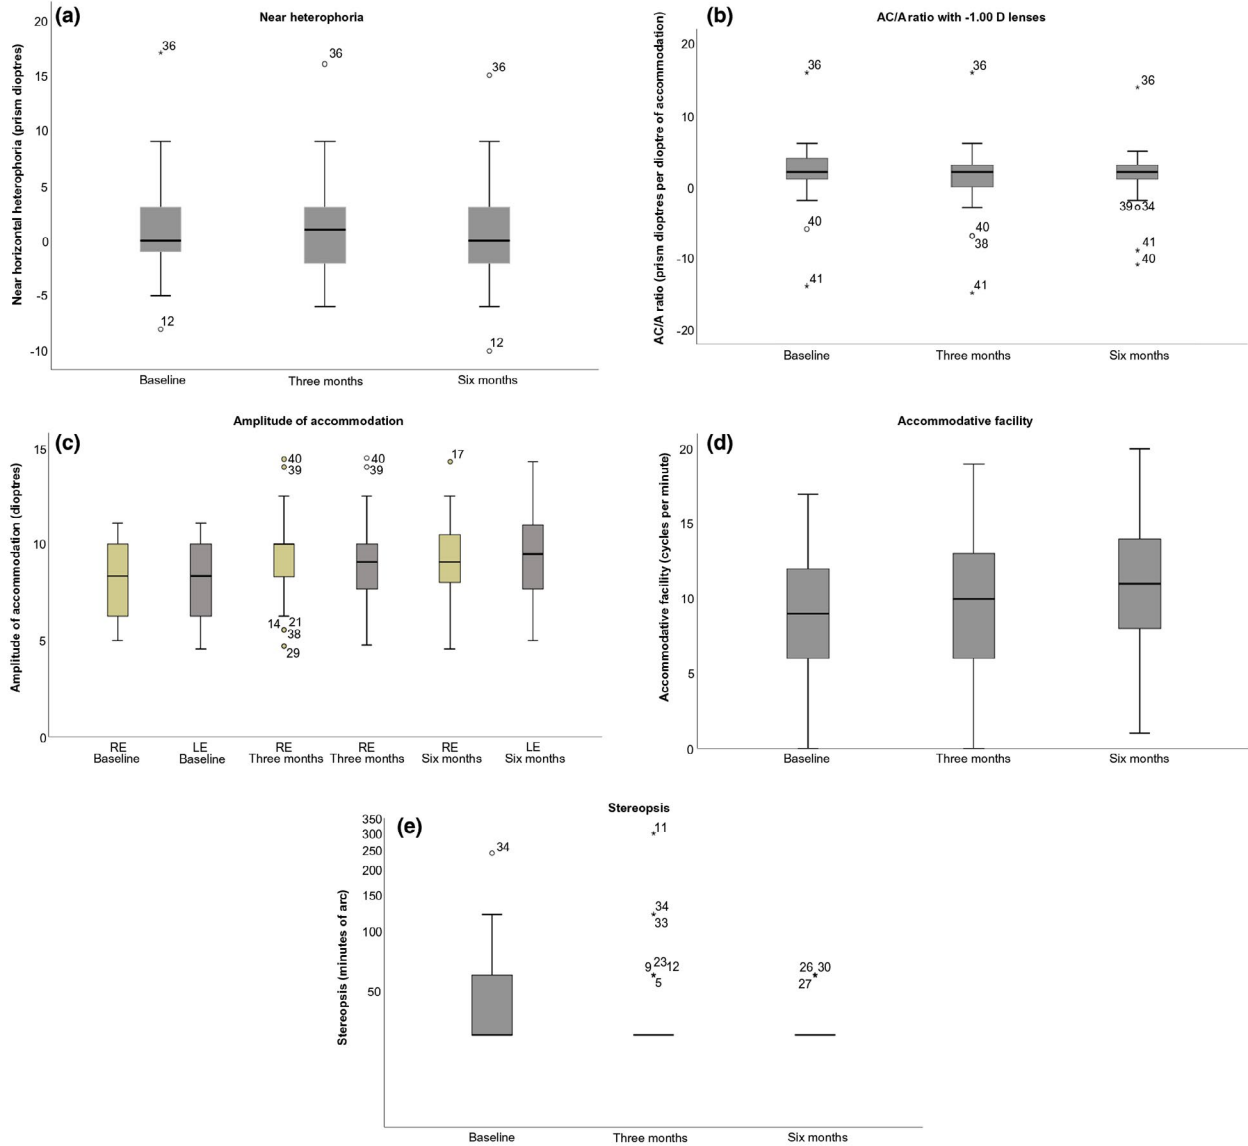 (a)
Near heterophoria
Near horizontal heterophoria (prism dioptres)
20
15
10
5
0
-5
-10
*36
36
36
12
12
Baseline
Three months
Six months
(b)
AC/A ratio with -1.00 D lenses
AC/A ratio (prism dioptres per dioptre of accommodation)
20
10
0
-10
-20
*36
*36
*36
40
*41
40
38
*41
39 34
*41
*40
Baseline
Three months
Six months
(c)
Amplitude of accommodation
Amplitude of accommodation (dioptres)
15
10
5
0
40
39
14 21
38
29
40
39
17
RE
Baseline
LE
Baseline
RE
Three months
RE
Three months
RE
Six months
LE
Six months
(d)
Accommodative facility
Accommodative facility (cycles per minute)
20
15
10
5
0
Baseline
Three months
Six months
(e)
Stereopsis
Stereopsis (minutes of arc)
350
300
250
200
150
100
50
34
*11
*34
33
9*23 12
5
26*30
27
Baseline
Three months
Six months